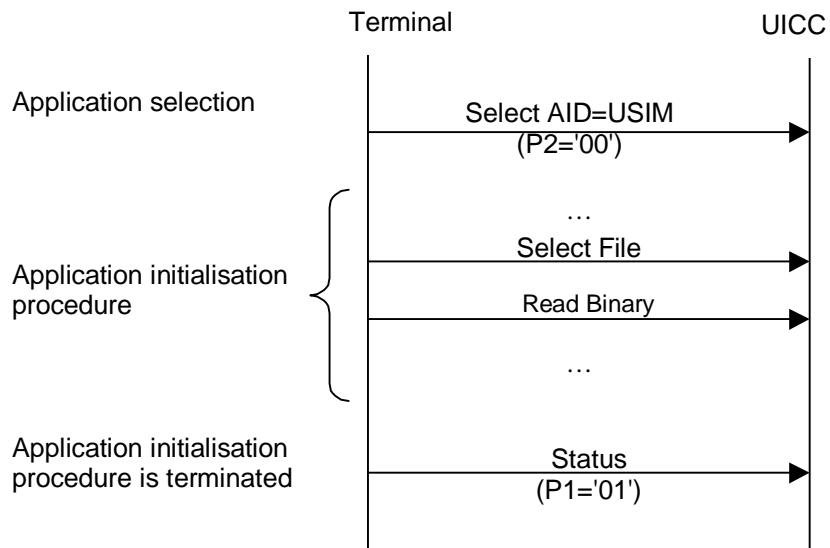 Terminal
UICC
Application selection
Select AID=USIM
(P2='00')
…
Select File
Application initialisation
procedure
Read Binary
…
Application initialisation
procedure is terminated
Status
(P1='01')